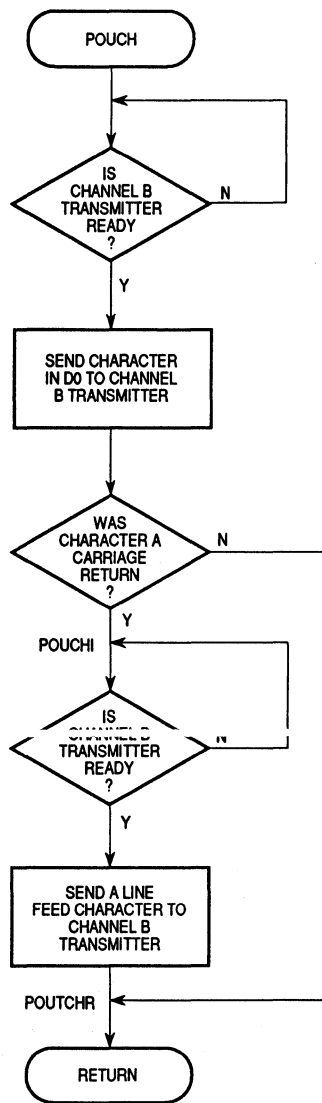 POUCH
IS
CHANNEL B
TRANSMITTER
READY
?
N
Y
SEND CHARACTER
IN D0 TO CHANNEL
B TRANSMITTER
WAS
CHARACTER A
CARRIAGE
RETURN
?
N
Y
POUCHI
IS
CHANNEL B
TRANSMITTER
READY
?
N
Y
SEND A LINE
FEED CHARACTER TO
CHANNEL B
TRANSMITTER
POUTCHR
RETURN